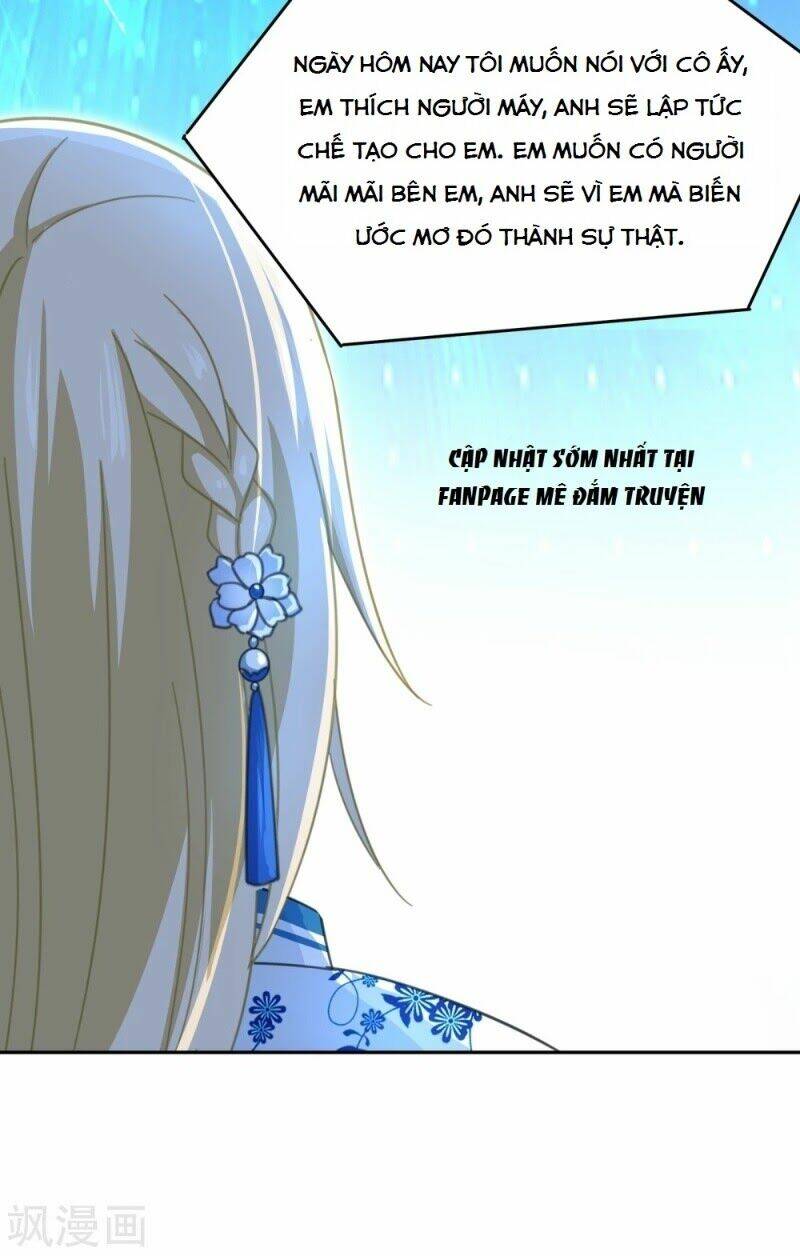 NGÀY HÔM NAY TÔI MUỐN NÓI VỚI CÔ ẤY,
EM THÍCH NGƯỜI MÁY, ANH SẼ LẬP TỨC
CHẾ TẠO CHO EM. EM MUỐN CÓ NGƯỜI
MÃI MÃI BÊN EM, ANH SẼ VÌ EM MÀ BIẾN
ƯỚC MƠ ĐÓ THÀNH SỰ THẬT.
CẬP NHẬT SỚM NHẤT TẠI
FANPAGE MÊ ĐẮM TRUYỆN
飒漫画